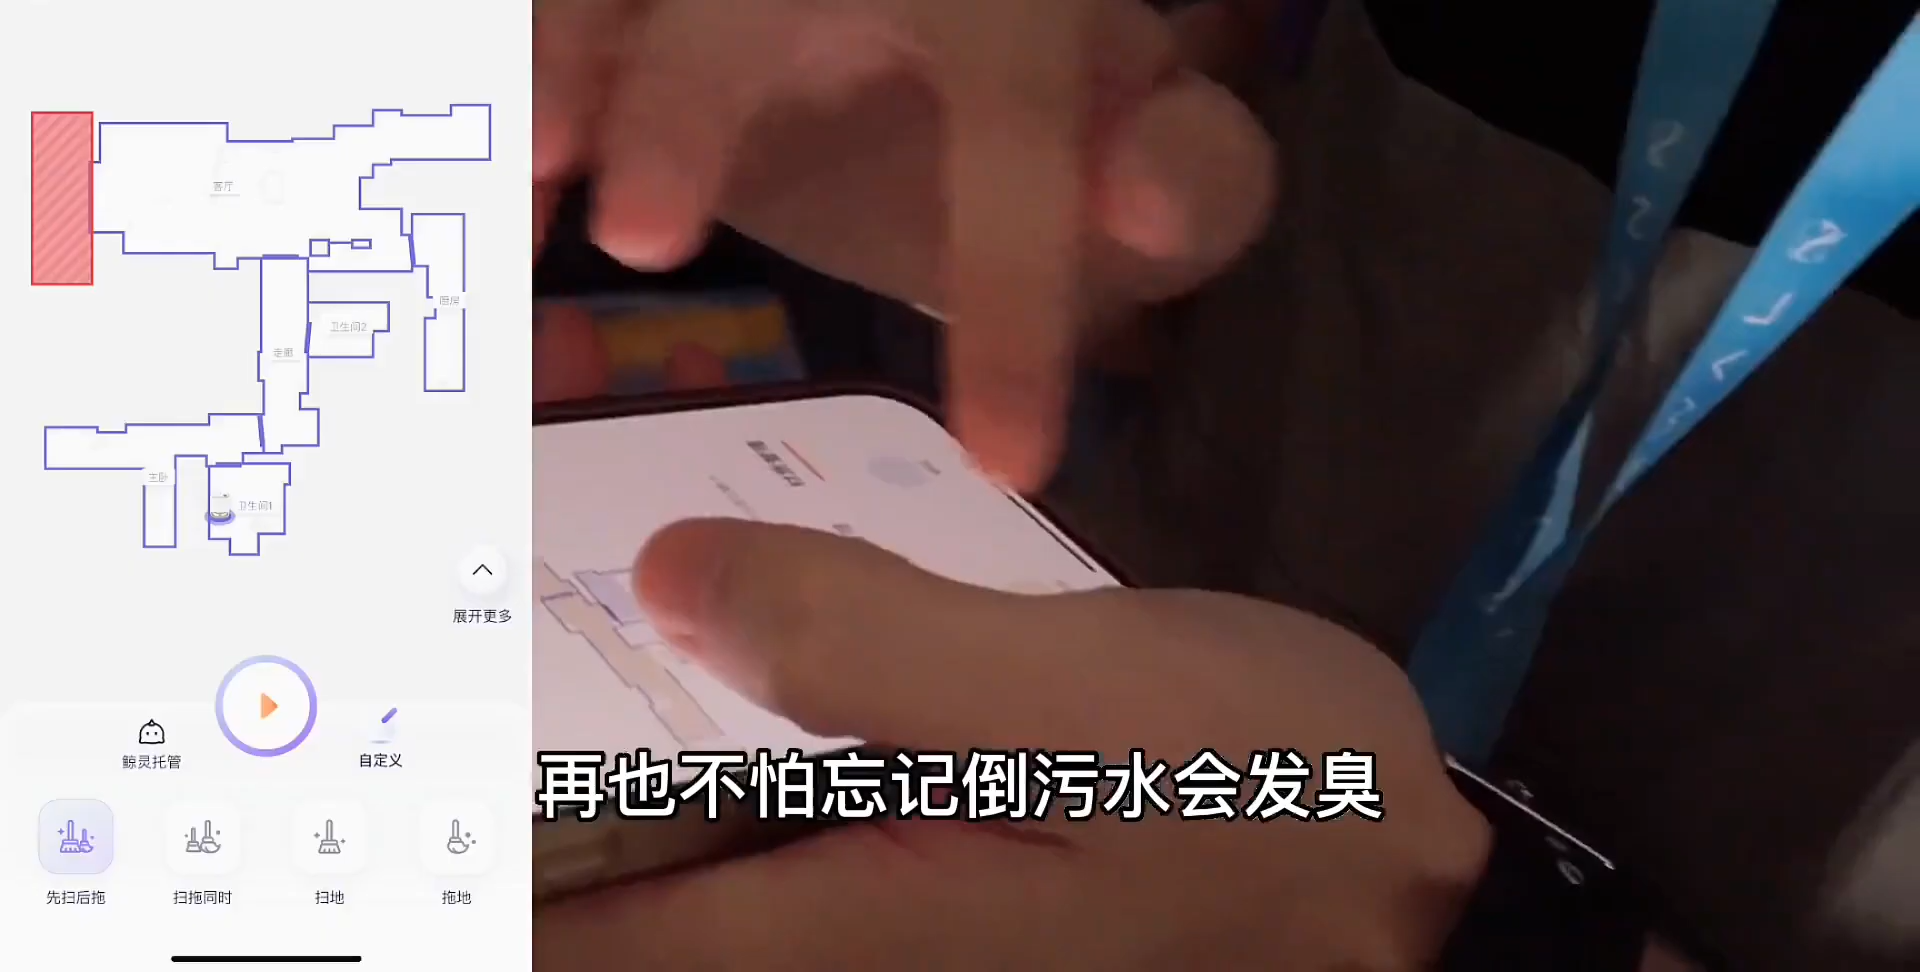 客厅
厨房
卫生间2
走廊
主卧
卫生间1
展开更多
鲸灵托管
自定义
先扫后拖
扫拖同时
扫地
拖地
再也不怕忘记倒污水会发臭